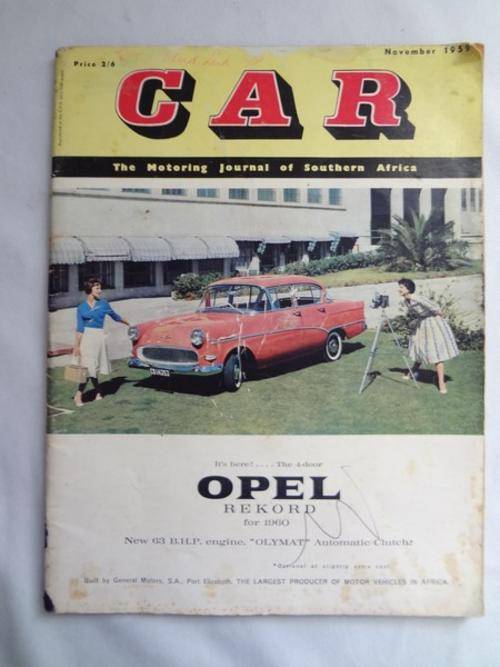 November 1959
Price 2/6
CAR
The Motoring Journal of Southern Africa
It's here! .... The 4-door
OPEL
REKORD
for 1960
New 63 B.H.P. engine. "OLYMAT" Automatic Clutch*
*Optional at slightly extra cost.
Built by General Motors, S.A., Port Elizabeth, THE LARGEST PRODUCER OF MOTOR VEHICLES IN AFRICA.